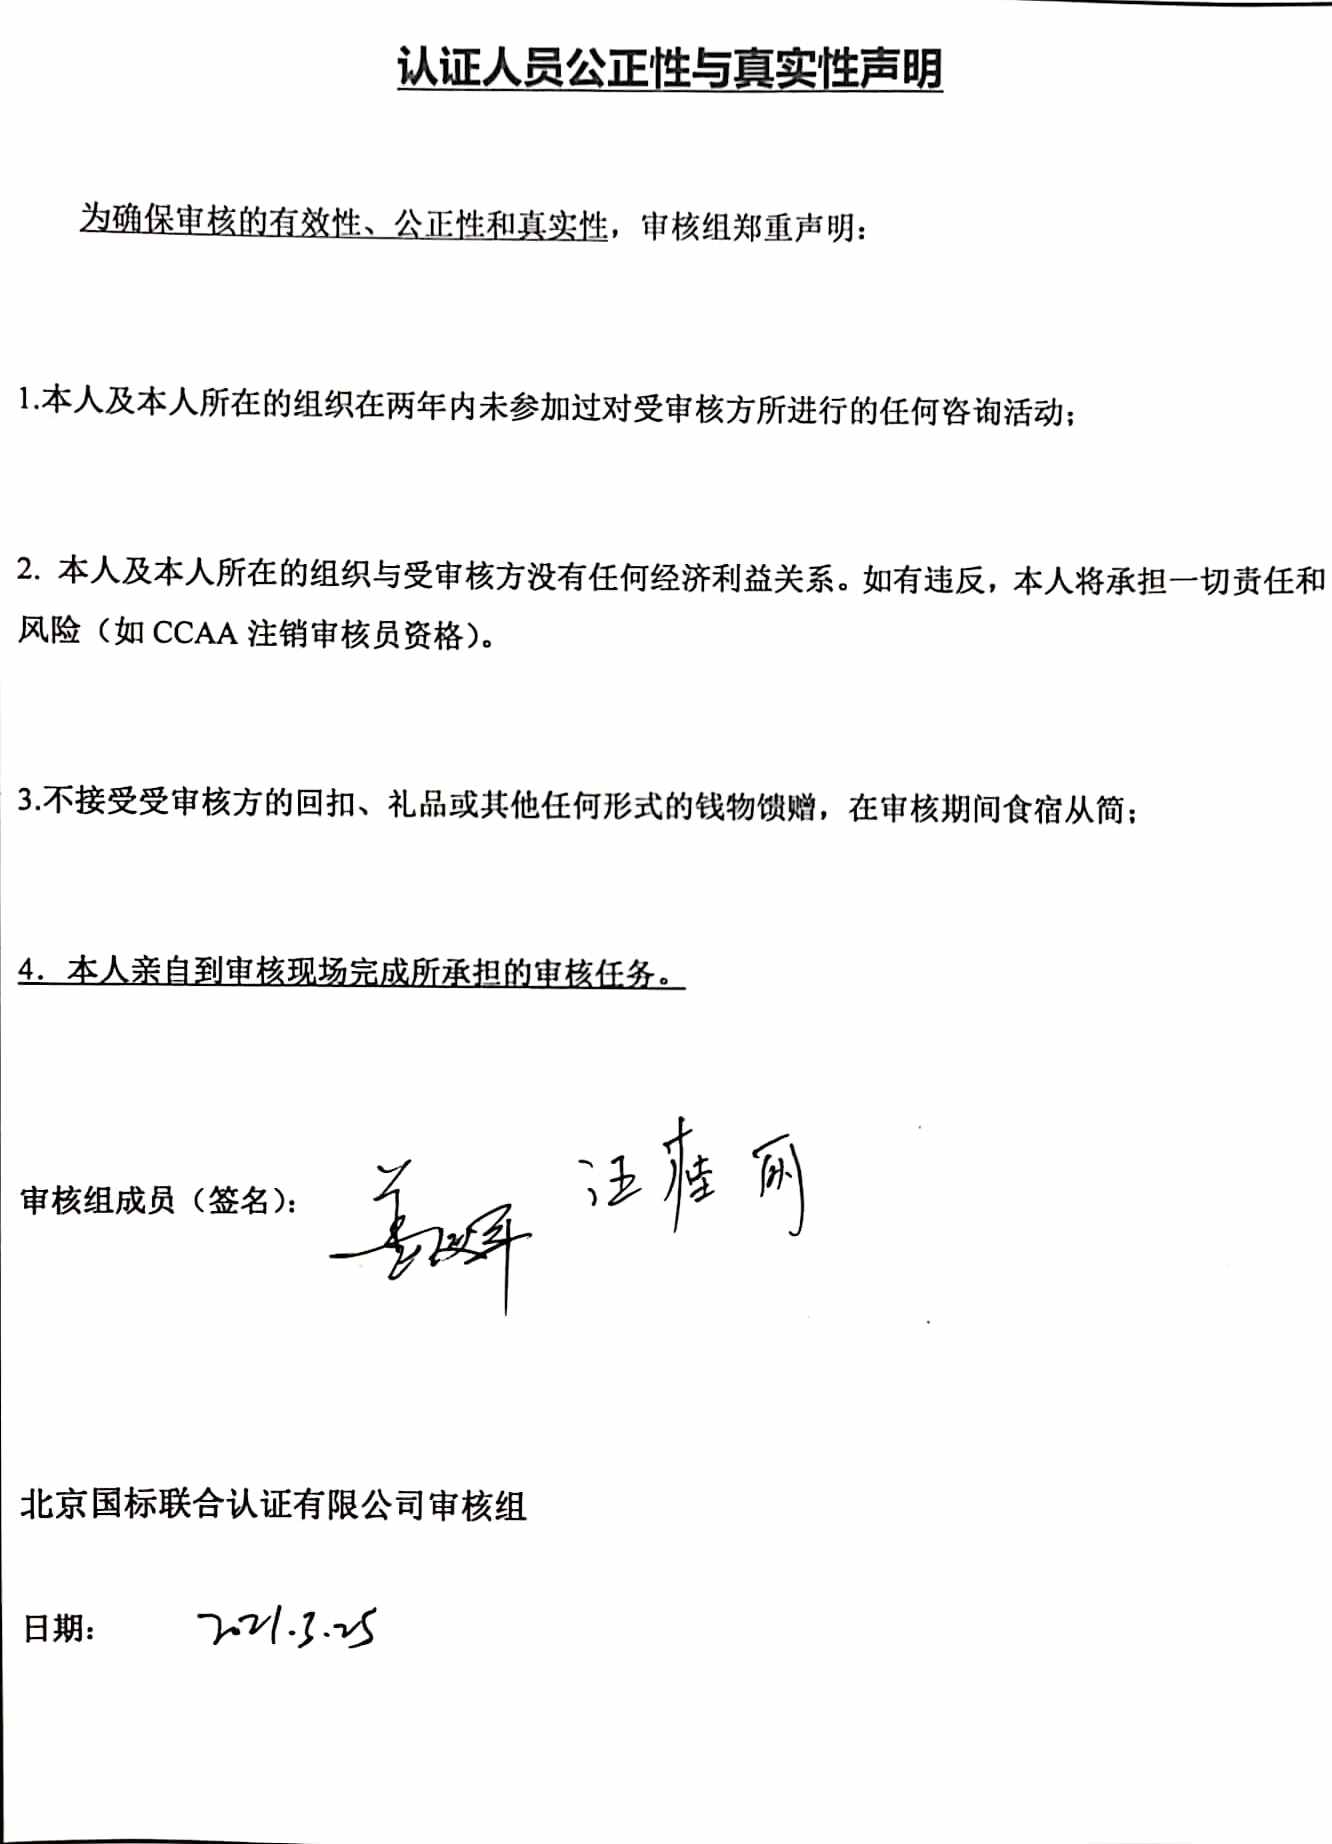 认证人员公正性与真实性声明
为确保审核的有效性、公正性和真实性，审核组郑重声明：
1.本人及本人所在的组织在两年内未参加过对受审核方所进行的任何咨询活动；
2. 本人及本人所在的组织与受审核方没有任何经济利益关系。如有违反，本人将承担一切责任和
风险（如 CCAA 注销审核员资格）。
3.不接受受审核方的回扣、礼品或其他任何形式的钱物馈赠，在审核期间食宿从简；
4. 本人亲自到审核现场完成所承担的审核任务。
审核组成员（签名）： 汪桂丽
北京国标联合认证有限公司审核组
日期： 2021.3.25